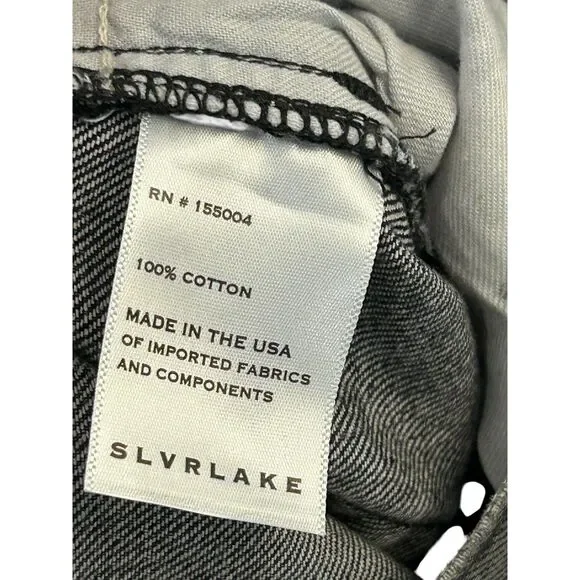 RN # 155004
100% COTTON
MADE IN THE USA
OF IMPORTED FABRICS
AND COMPONENTS
SLVRLAKE